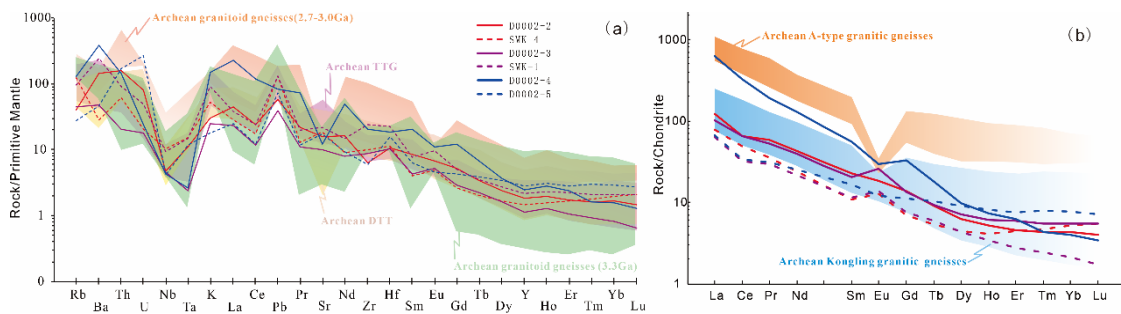 1000
100
10
1
0
Rock/Primitive Mantle
Archean granitoid gneisses(2.7-3.0Ga)
(a)
D0002-2
SWK-4
D0002-3
SWK-1
D0002-4
D0002-5
Archean TTG
Archean DTT
Archean granitoid gneisses (3.3Ga)
Rb Th Nb K Ce Pr Nd Hf Eu Tb Y Er Yb
Ba U Ta La Pb Sr Zr Sm Gd Dy Ho Tm Lu
1000
100
10
1
Rock/Chondrite
(b)
Archean A-type granitic gneisses
Archean Kongling granitic gneisses
La Ce Pr Nd Sm Eu Gd Tb Dy Ho Er Tm Yb Lu